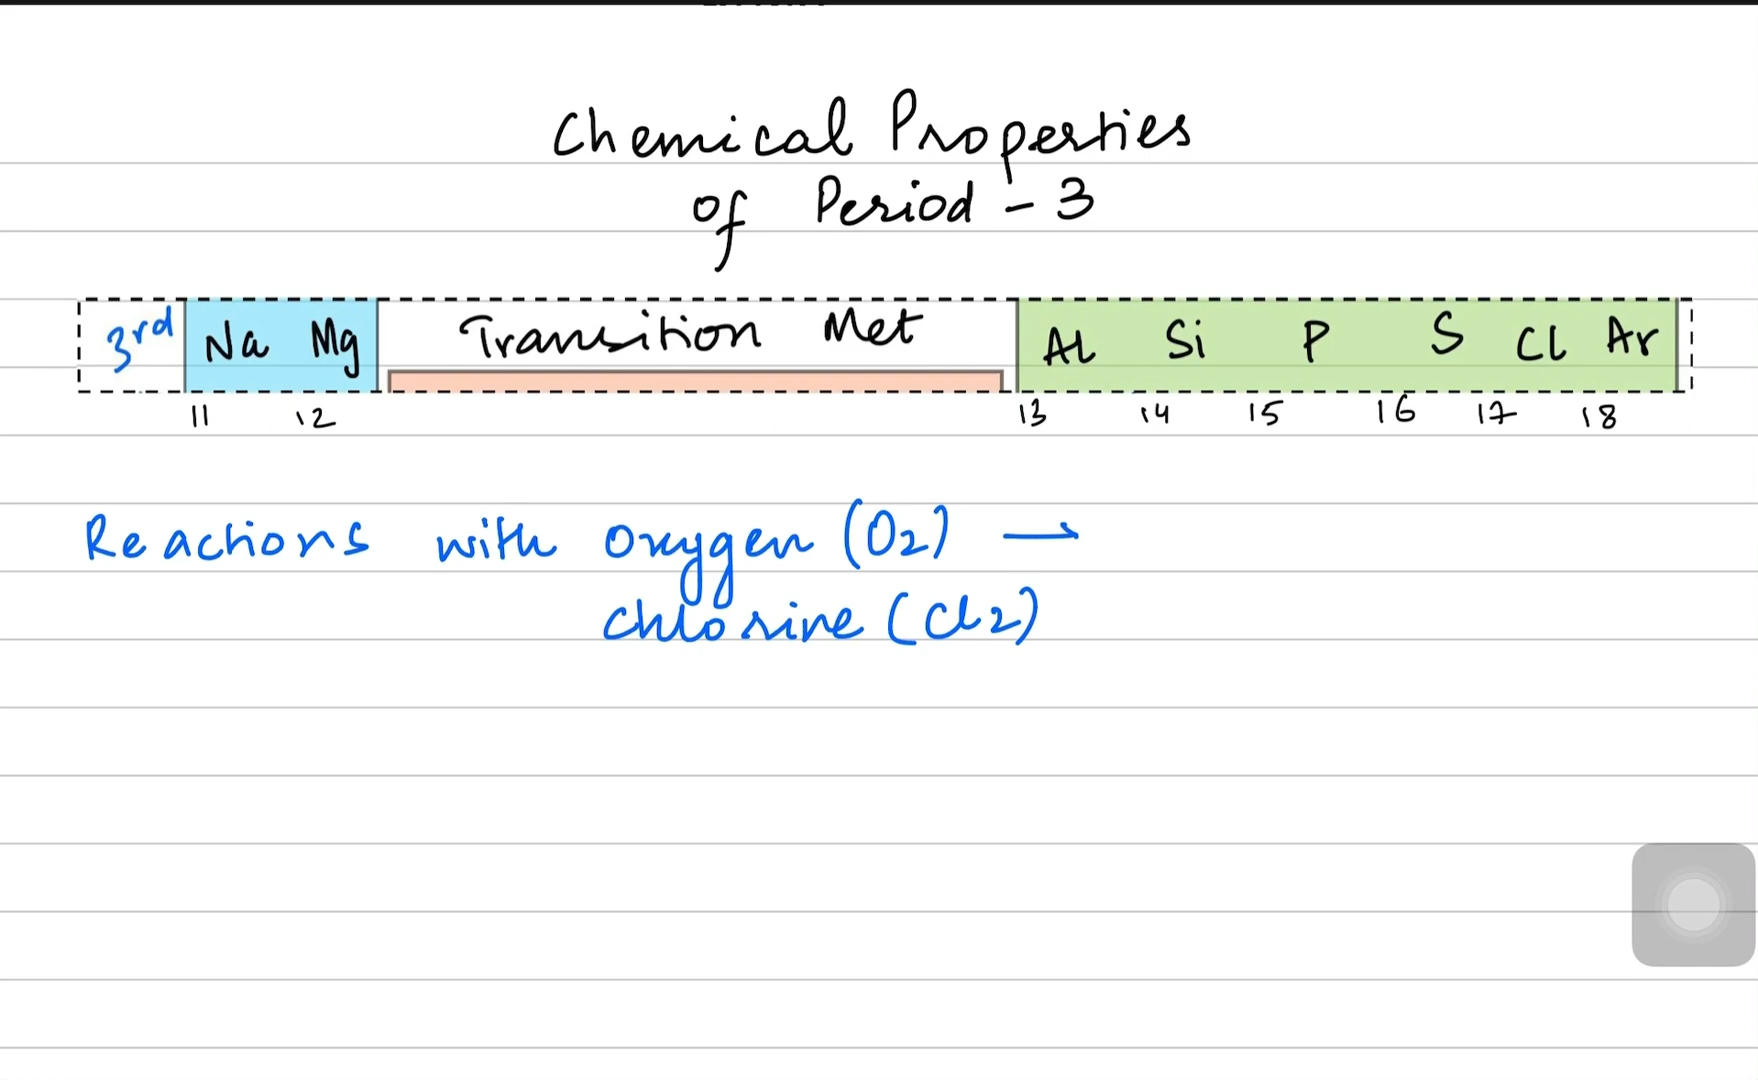 Chemical Properties
of Period - 3
3rd Na Mg Transition Met Al Si P S Cl Ar
11 12 13 14 15 16 17 18
Reactions with oxygen (O2) →
chlorine (Cl2)